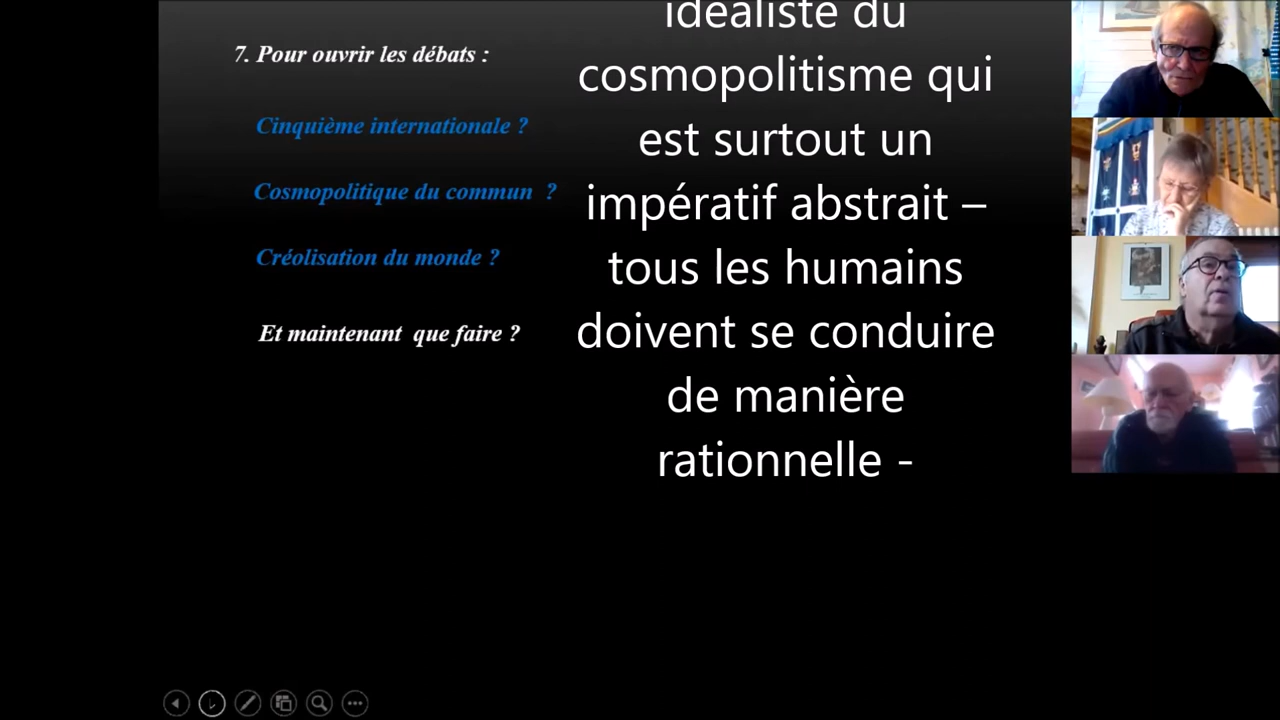 7. Pour ouvrir les débats :
Cinquième internationale ?
Cosmopolitique du commun ?
Créolisation du monde ?
Et maintenant que faire ?
idéaliste du
cosmopolitisme qui
est surtout un
impératif abstrait –
tous les humains
doivent se conduire
de manière
rationnelle -